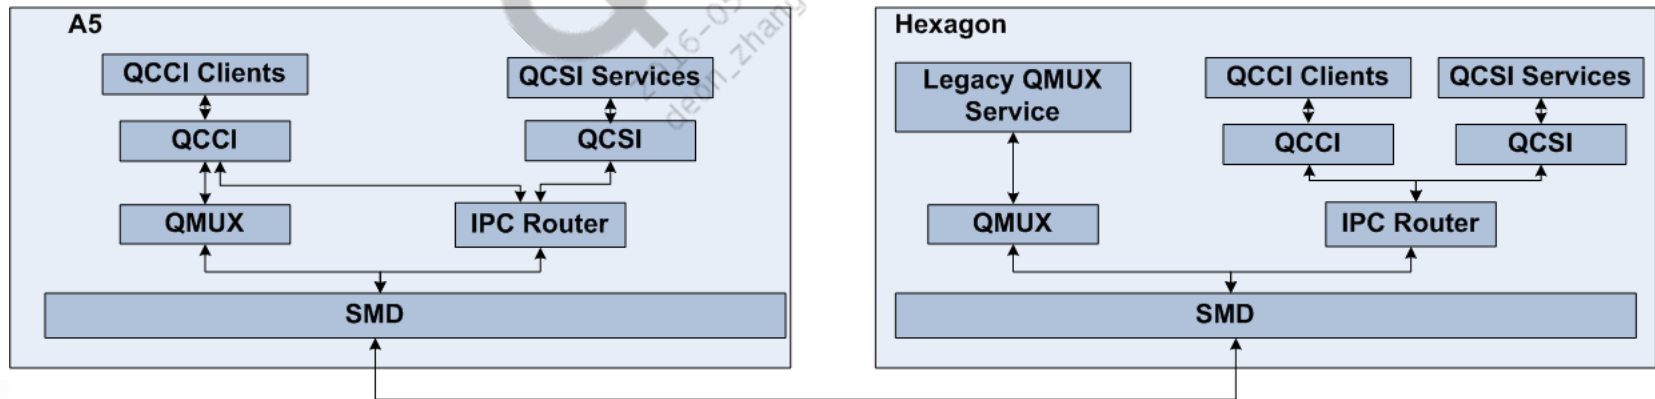 A5
QCCI Clients
QCSI Services
QCCI
QCSI
QMUX
IPC Router
SMD
Hexagon
Legacy QMUX
Service
QCCI Clients
QCSI Services
QCCI
QCSI
QMUX
IPC Router
SMD